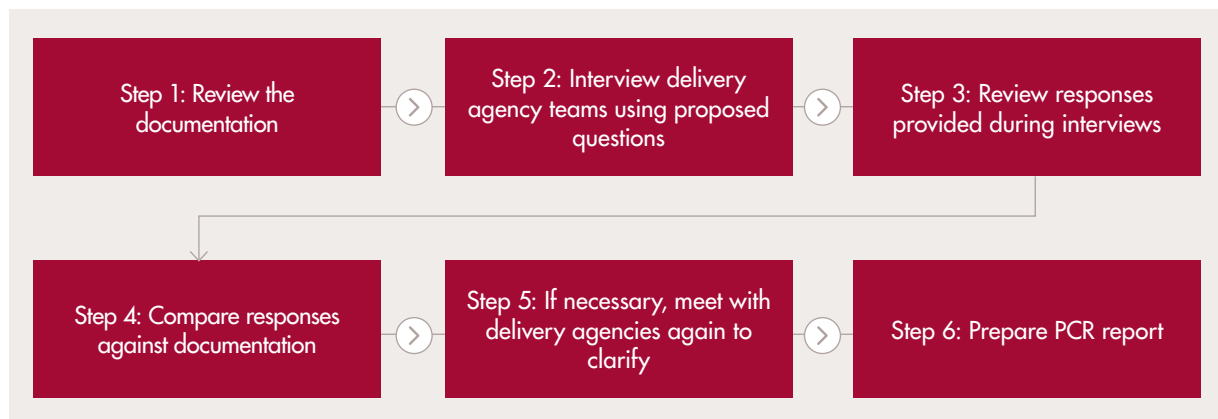 Step 1: Review the
documentation
Step 2: Interview delivery
agency teams using proposed
questions
Step 3: Review responses
provided during interviews
Step 4: Compare responses
against documentation
Step 5: If necessary, meet with
delivery agencies again to
clarify
Step 6: Prepare PCR report